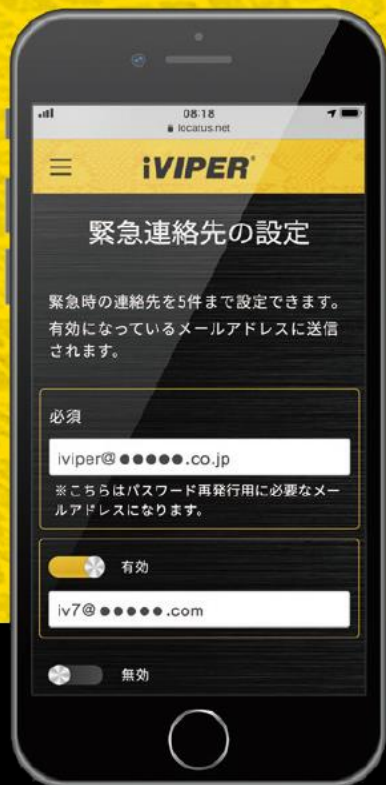 08:18
locatus.net
iVIPER®
緊急連絡先の設定
緊急時の連絡先を5件まで設定できます。
有効になっているメールアドレスに送信
されます。
必須
iviper@●●●●●.co.jp
※こちらはパスワード再発行用に必要なメー
ルアドレスになります。
有効
iv7@●●●●●.com
無効